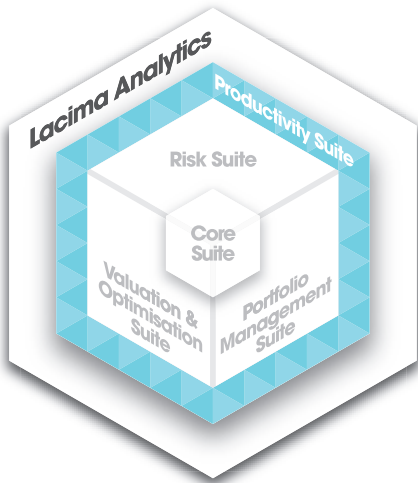 Lacima Analytics
Productivity Suite
Risk Suite
Core
Suite
Valuation &
Optimisation
Suite
Portfolio
Management
Suite